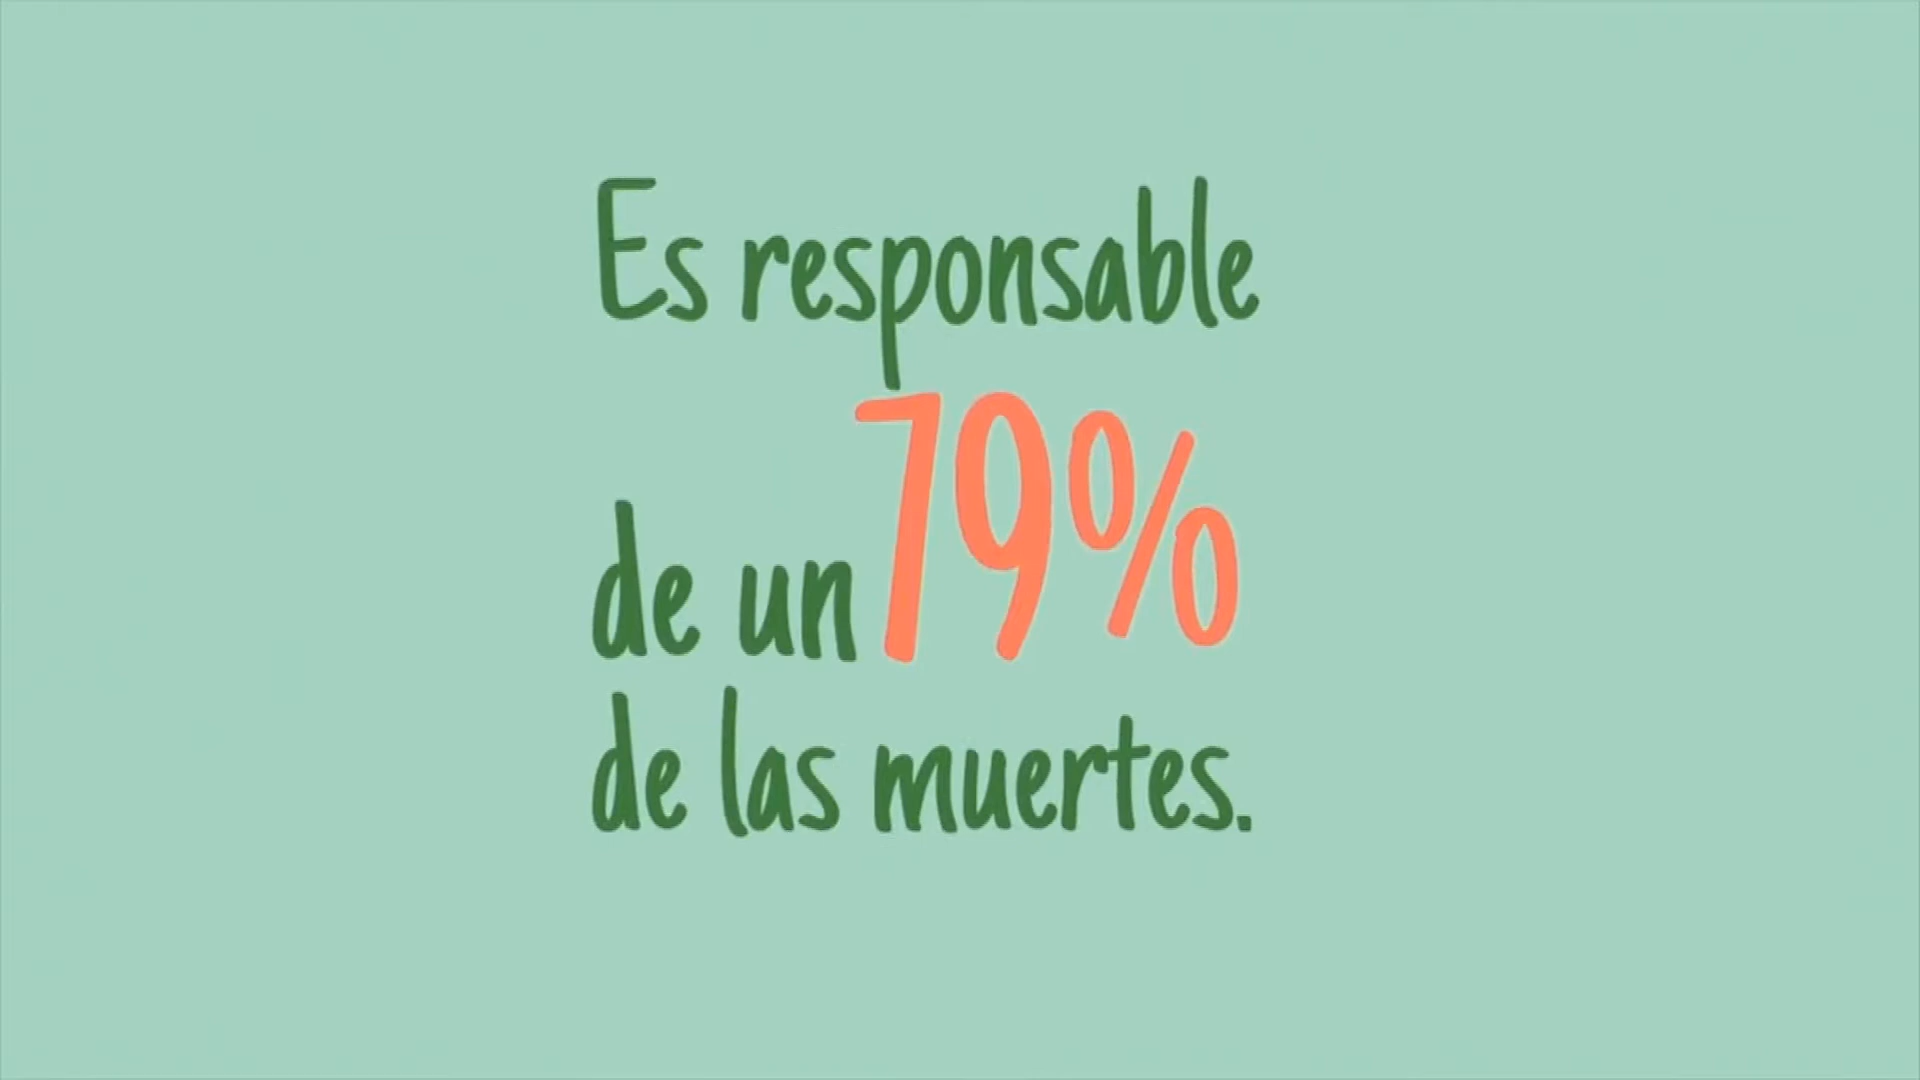 Es responsable
de un 79%
de las muertes.